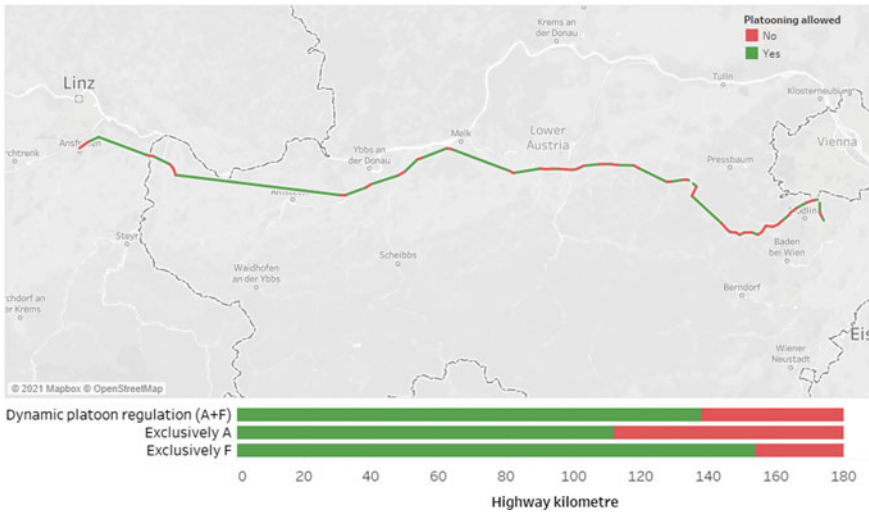 Platooning allowed
No
Yes
Krems an
der Donau
Linz
Tulln
Klosterneuburg
Ansfelden
Ybbs an
der Donau
Melk
Lower
Austria
Pressbaum
Vienna
Steyr
Scheibbs
Baden
bei Wien
Waidhofen
an der Ybbs
Berndorf
Wiener
Neustadt
© 2021 Mapbox © OpenStreetMap
Dynamic platoon regulation (A+F)
Exclusively A
Exclusively F
0 20 40 60 80 100 120 140 160 180
Highway kilometre